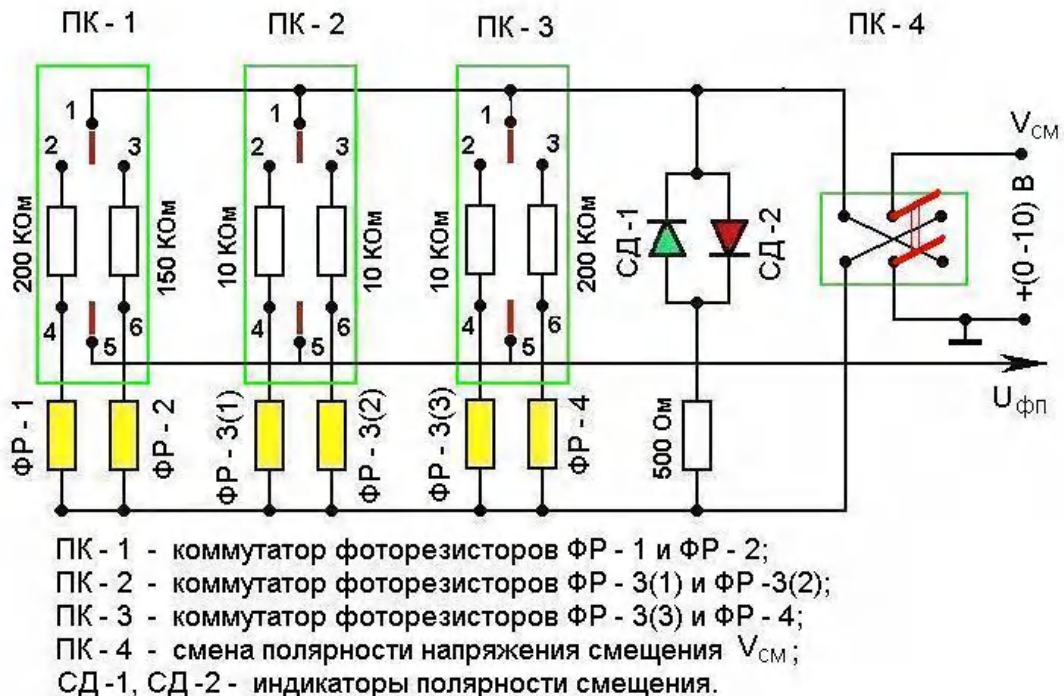 ПК - 1 ПК - 2 ПК - 3 ПК - 4
1 2 3 4 5 6
200 КОм
150 КОм
1 2 3 4 5 6
10 КОм
10 КОм
1 2 3 4 5 6
10 КОм
200 КОм
СД -1
СД -2
500 Ом
V СМ
+(0 -10) В
U фп
ФР - 1
ФР - 2
ФР - 3(1)
ФР - 3(2)
ФР - 3(3)
ФР - 4
ПК - 1 - коммутатор фоторезисторов ФР - 1 и ФР - 2;
ПК - 2 - коммутатор фоторезисторов ФР - 3(1) и ФР -3(2);
ПК - 3 - коммутатор фоторезисторов ФР - 3(3) и ФР - 4;
ПК - 4 - смена полярности напряжения смещения V СМ ;
СД -1, СД -2 - индикаторы полярности смещения.